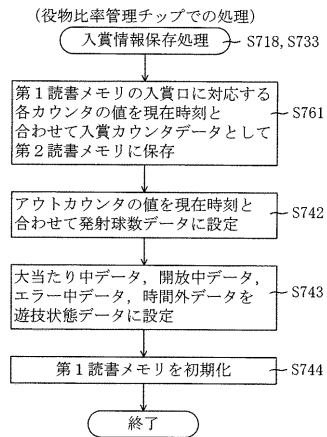 (役物比率管理チップでの処理)
入賞情報保存処理 S718, S733
第1読書メモリの入賞口に対応する
各カウンタの値を現在時刻と
合わせて入賞カウンタデータとして
第2読書メモリに保存
S761
アウトカウンタの値を現在時刻と
合わせて発射球数データに設定
S742
大当たり中データ, 開放中データ,
エラー中データ, 時間外データを
遊技状態データに設定
S743
第1読書メモリを初期化 S744
終了